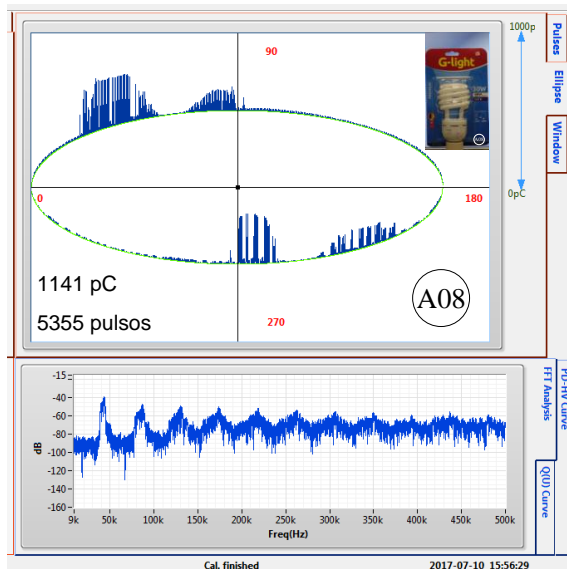 1000p
Pulses
Ellipse
Window
90
G-light
A08
0
180
0pC
1141 pC
5355 pulsos
270
A08
PD-HV Curve
FFT Analysis
Q(U) Curve
-15
-40
-60
-80
-100
-120
-140
-160
dB
9k 50k 100k 150k 200k 250k 300k 350k 400k 450k 500k
Freq(Hz)
Cal. finished 2017-07-10 15:56:29